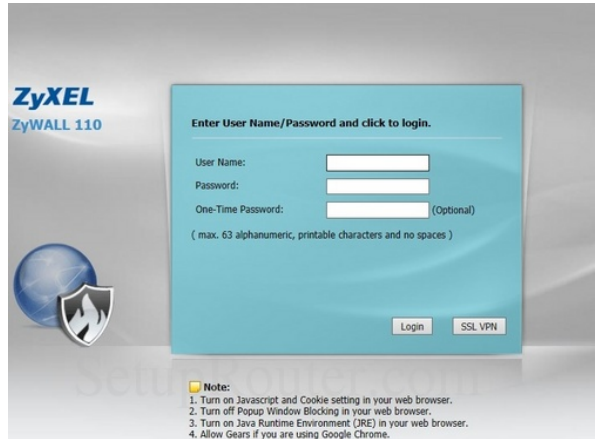 ZyXEL
ZyWALL 110
Enter User Name/Password and click to login.
User Name:
Password:
One-Time Password: (Optional)
( max. 63 alphanumeric, printable characters and no spaces )
Login SSL VPN
SetupRouter.com
Note:
1. Turn on Javascript and Cookie setting in your web browser.
2. Turn off Popup Window Blocking in your web browser.
3. Turn on Java Runtime Environment (JRE) in your web browser.
4. Allow Gears if you are using Google Chrome.